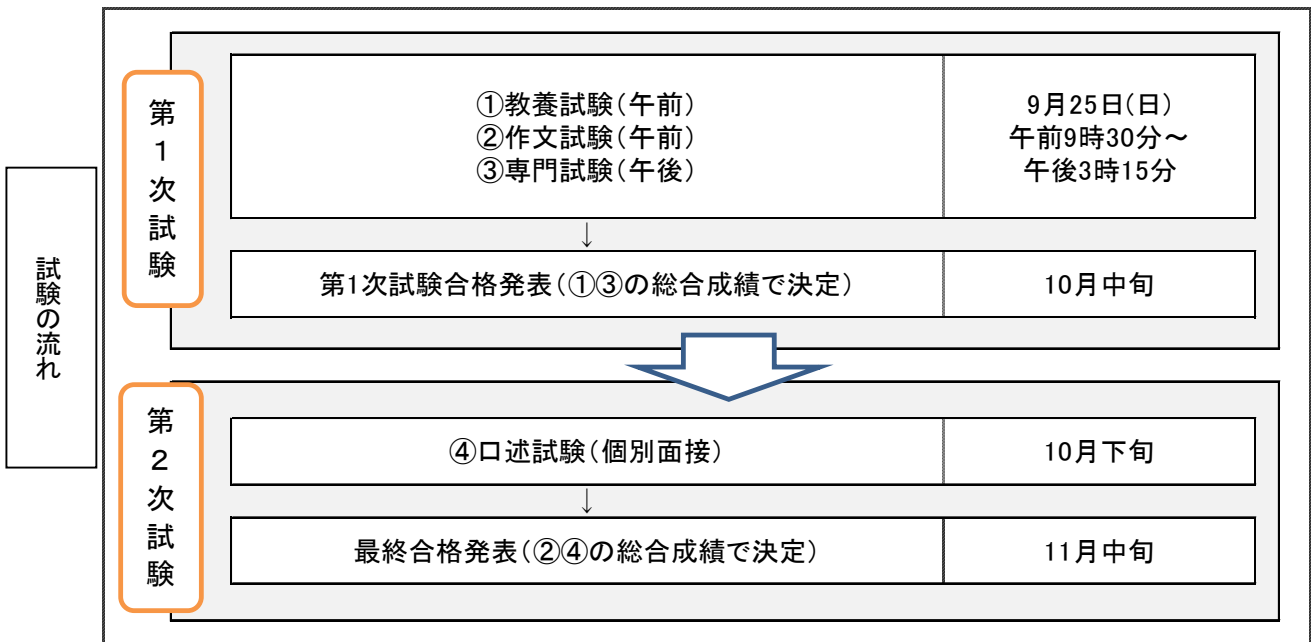 試験の流れ
第1次試験
①教養試験(午前)
②作文試験(午前)
③専門試験(午後)
9月25日(日)
午前9時30分～
午後3時15分
↓
第1次試験合格発表(①③の総合成績で決定)
10月中旬
第2次試験
④口述試験(個別面接)
10月下旬
↓
最終合格発表(②④の総合成績で決定)
11月中旬